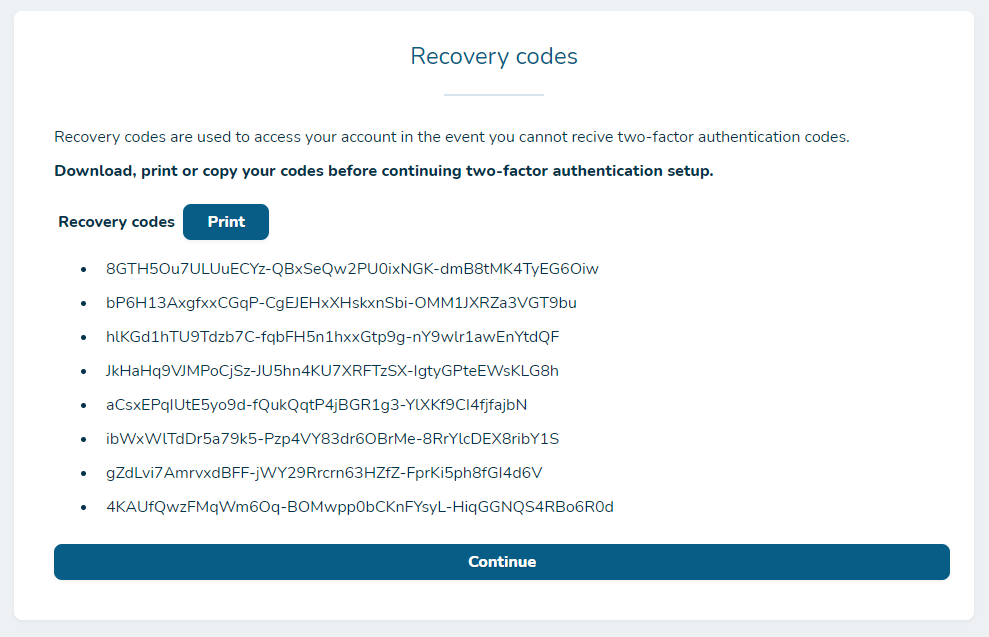 Recovery codes
Recovery codes are used to access your account in the event you cannot recive two-factor authentication codes.
Download, print or copy your codes before continuing two-factor authentication setup.
Recovery codes Print
8GTH5Ou7ULUuECYz-QBxSeQw2PU0ixNGK-dmB8tMK4TyEG6Oiw
bP6H13AxgfxxCGqP-CgEJEHxXHskxnSbi-OMM1JXRZa3VGT9bu
hlKGd1hTU9Tdzb7C-fqbFH5n1hxxGtp9g-nY9wlr1awEnYtdQF
JkHaHq9VJMPoCjSz-JU5hn4KU7XRFTzSX-IgtyGPteEWsKLG8h
aCsxEPqIUtE5yo9d-fQukQqtP4jBGR1g3-YlXKf9CI4fjfajbN
ibWxWlTdDr5a79k5-Pzp4VY83dr6OBrMe-8RrYlcDEX8ribY1S
gZdLvi7AmrvxdBFF-jWY29Rrcrn63HZfZ-FprKi5ph8fGI4d6V
4KAUfQwzFMqWm6Oq-BOMwpp0bCKnFYsyL-HiqGGNQS4RBo6R0d
Continue